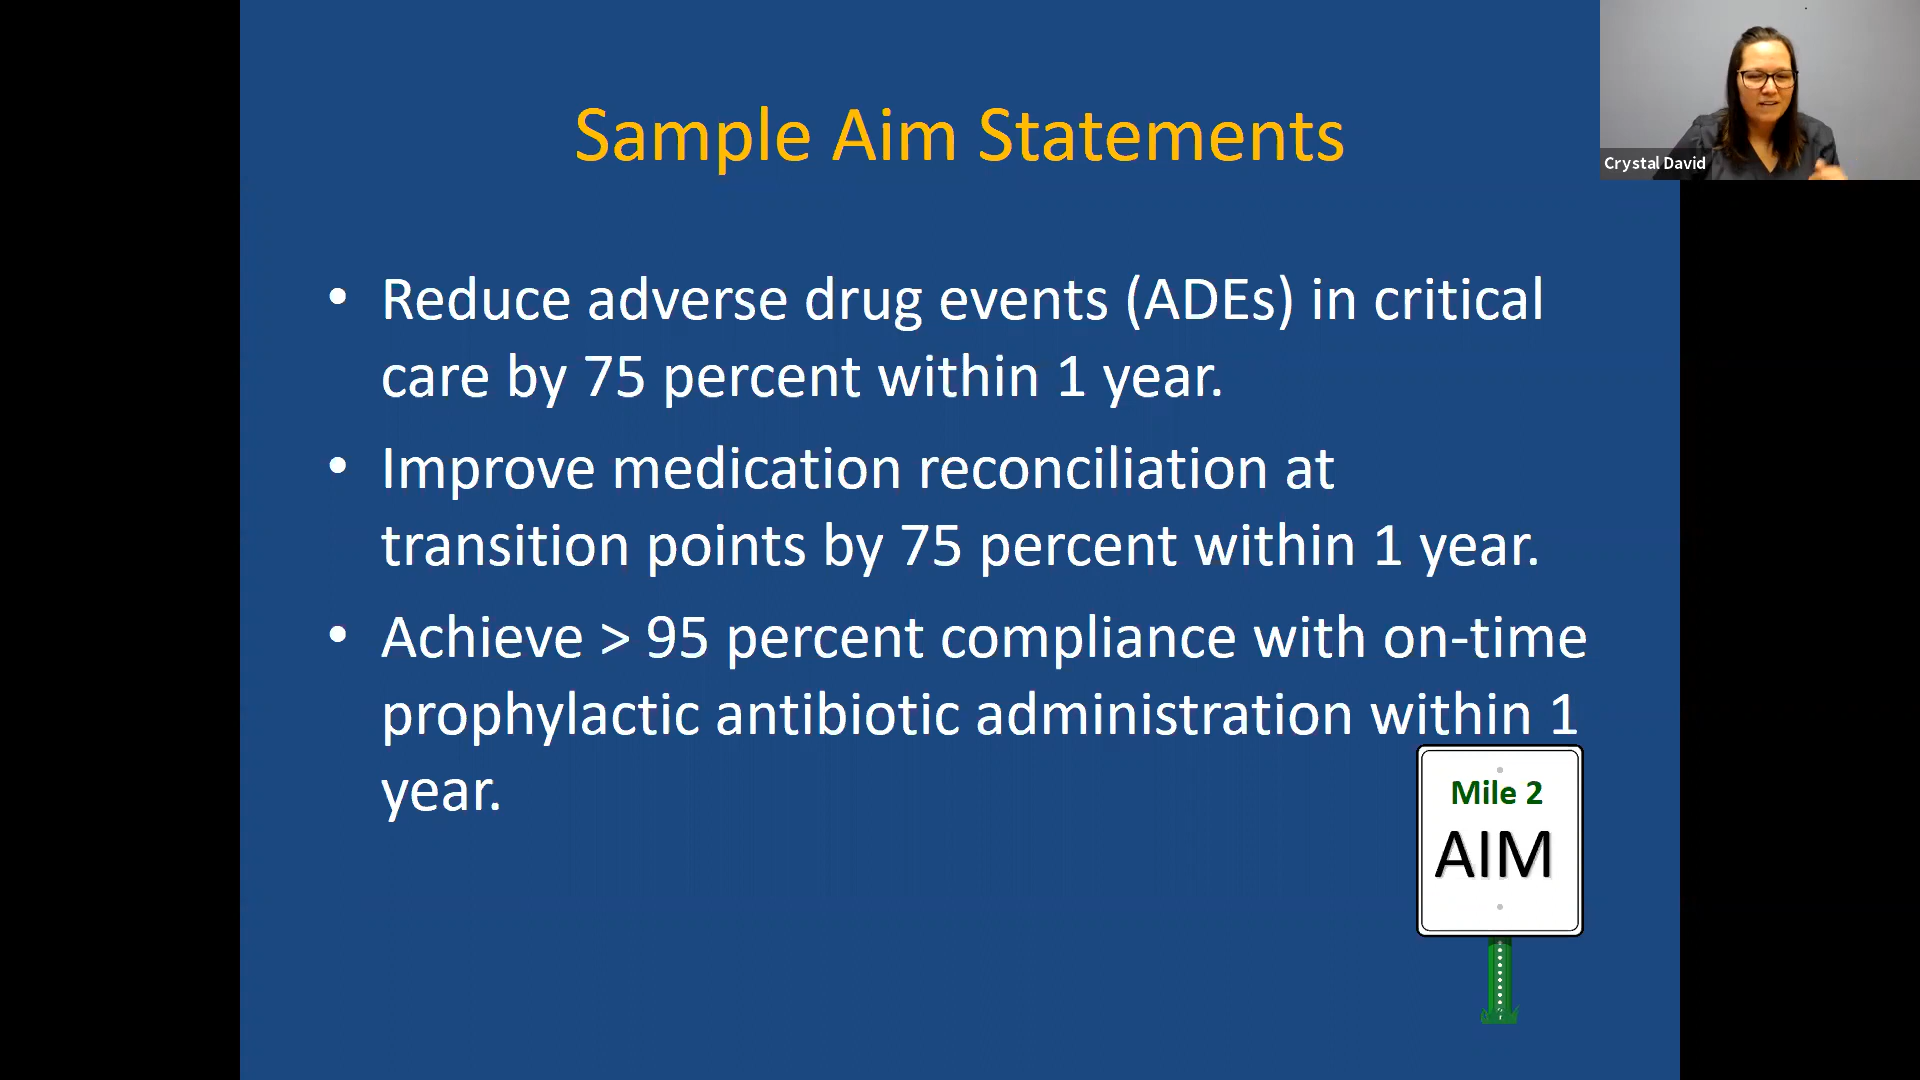 Sample Aim Statements
Crystal David
• Reduce adverse drug events (ADEs) in critical
care by 75 percent within 1 year.
• Improve medication reconciliation at
transition points by 75 percent within 1 year.
• Achieve > 95 percent compliance with on-time
prophylactic antibiotic administration within 1
year.
Mile 2
AIM